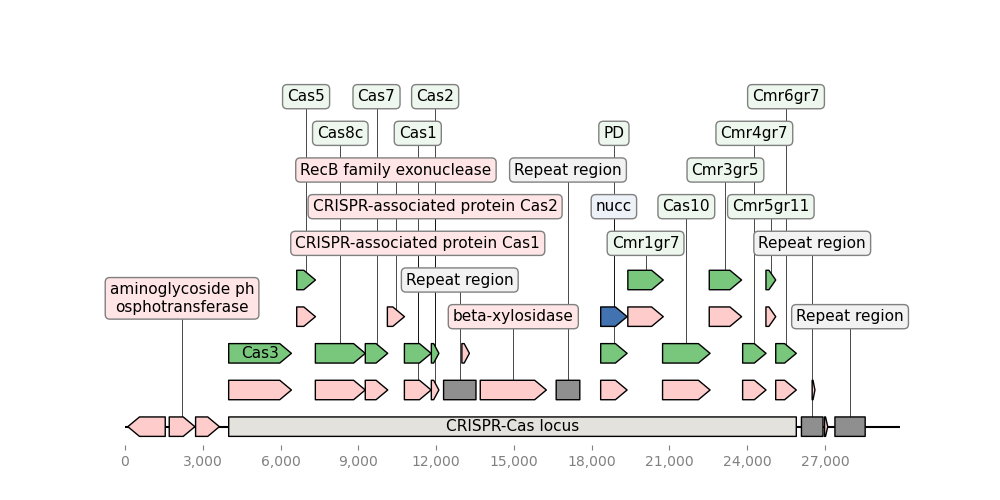 Cas5 Cas7 Cas2 Cmr6gr7
Cas8c Cas1 PD Cmr4gr7
RecB family exonuclease Repeat region Cmr3gr5
CRISPR-associated protein Cas2 nucc Cas10 Cmr5gr11
CRISPR-associated protein Cas1 Cmr1gr7 Repeat region
Repeat region
aminoglycoside ph
osphotransferase
beta-xylosidase Repeat region
Cas3
CRISPR-Cas locus
0 3,000 6,000 9,000 12,000 15,000 18,000 21,000 24,000 27,000